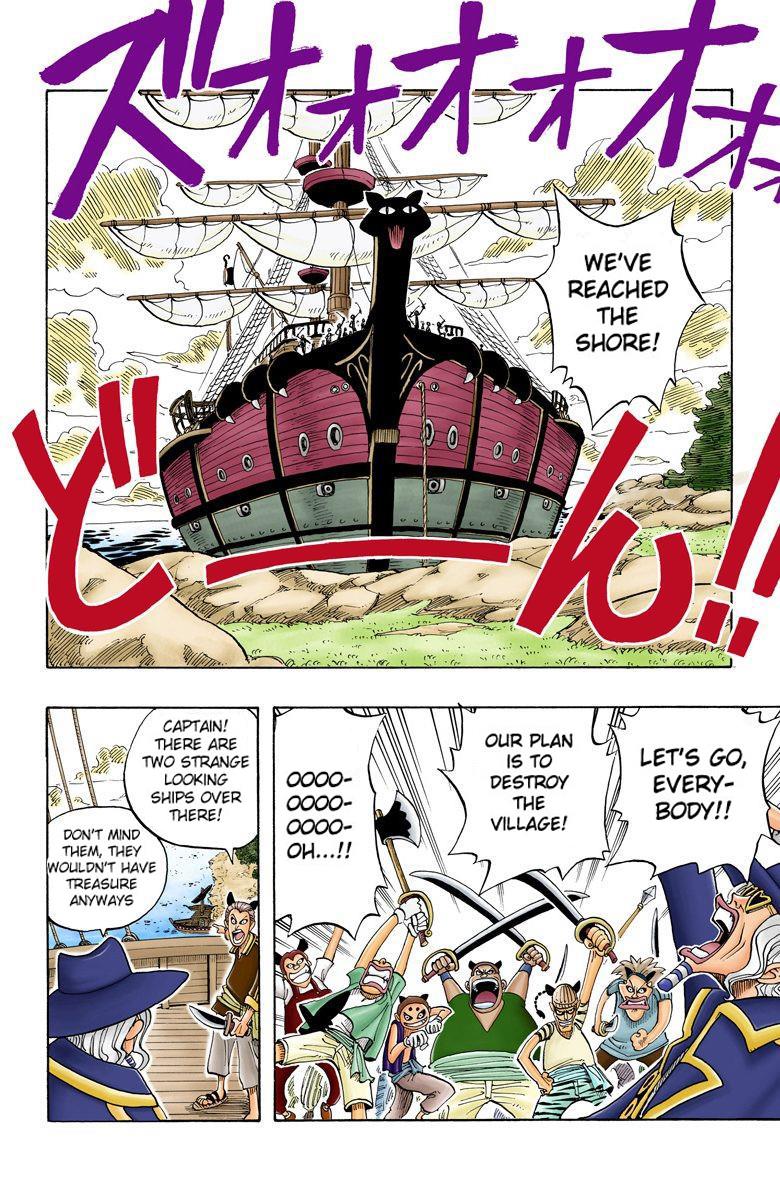 ズオオオオオオオ
WE'VE
REACHED
THE
SHORE!
どーん!!
LET'S GO,
EVERY-
BODY!!
OUR PLAN
IS TO
DESTROY
THE
VILLAGE!
OOOO-
OOOO-
OOOO-
OH...!!
CAPTAIN!
THERE ARE
TWO STRANGE
LOOKING
SHIPS OVER
THERE!
DON'T MIND
THEM, THEY
WOULDN'T HAVE
TREASURE
ANYWAYS